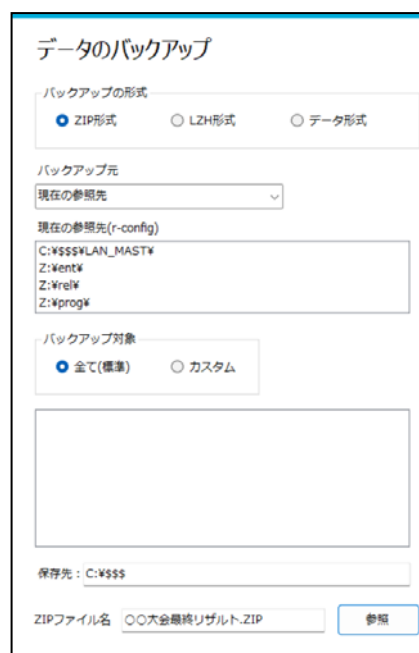 データのバックアップ
バックアップの形式
ZIP形式 LZH形式 データ形式
バックアップ元
現在の参照先
現在の参照先(r-config)
C:¥$$$¥LAN_MAST¥
Z:¥ent¥
Z:¥rel¥
Z:¥prog¥
バックアップ対象
全て(標準) カスタム
保存先：C:¥$$$
ZIPファイル名 〇〇大会最終リザルト.ZIP 参照